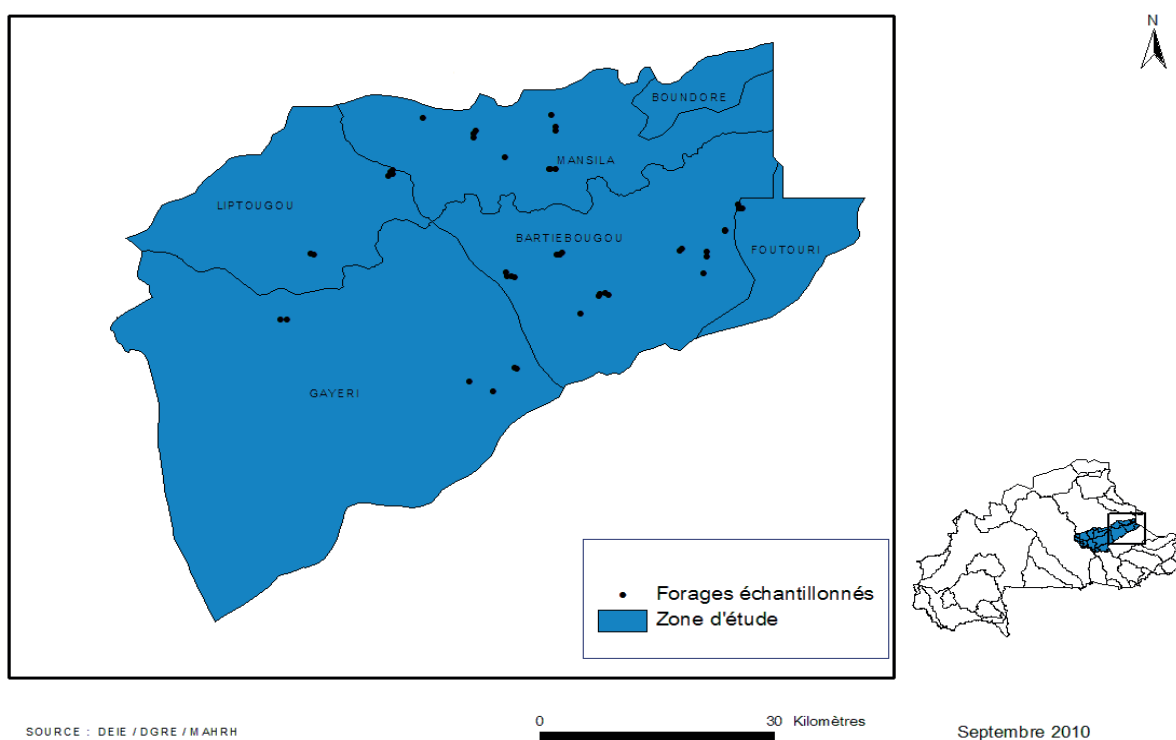 N
BOUNDORE
MANSILA
LIPTOUGOU
BARTIEBOUGOU
FOUTOURI
GAYERI
Forages échantillonnés
Zone d'étude
0 30 Kilomètres
SOURCE : DEIE / DGRE / MAHRH
Septembre 2010